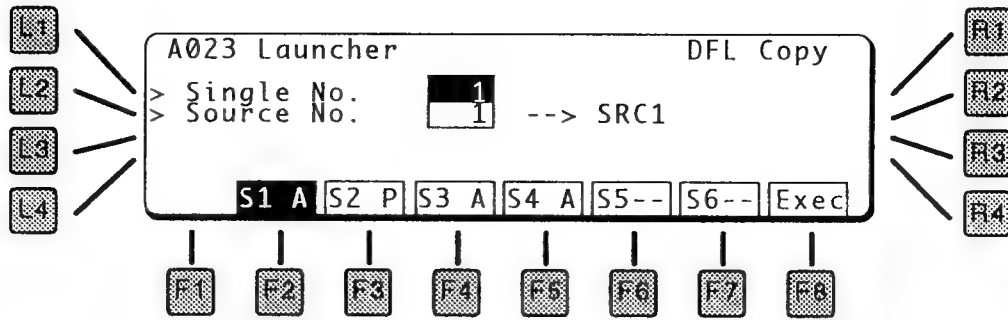 L1
L2
L3
L4
A023 Launcher DFL Copy
> Single No. 1
> Source No. 1 --> SRC1
S1 A S2 P S3 A S4 A S5-- S6-- Exec
R1
R2
R3
R4
F1 F2 F3 F4 F5 F6 F7 F8